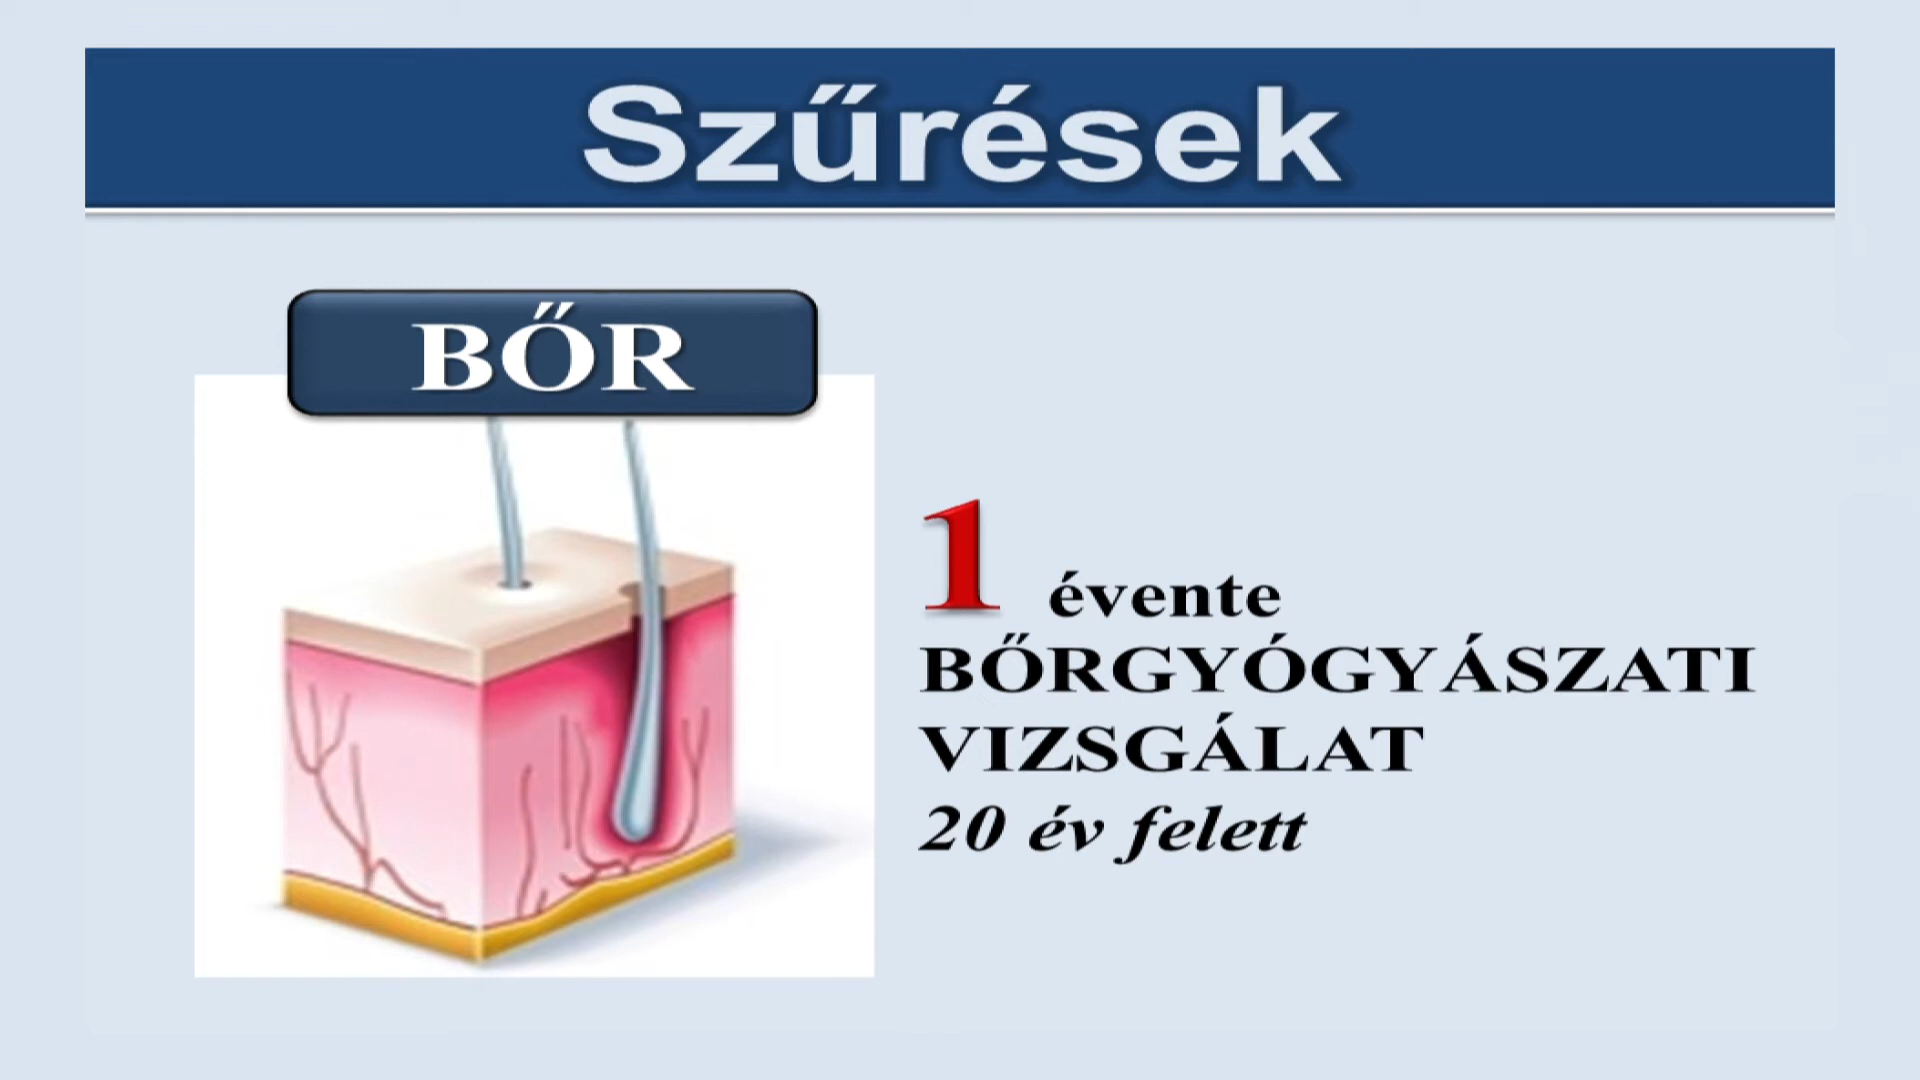 Szűrések
BŐR
1 évente
BŐRGYÓGYÁSZATI
VIZSGÁLAT
20 év felett